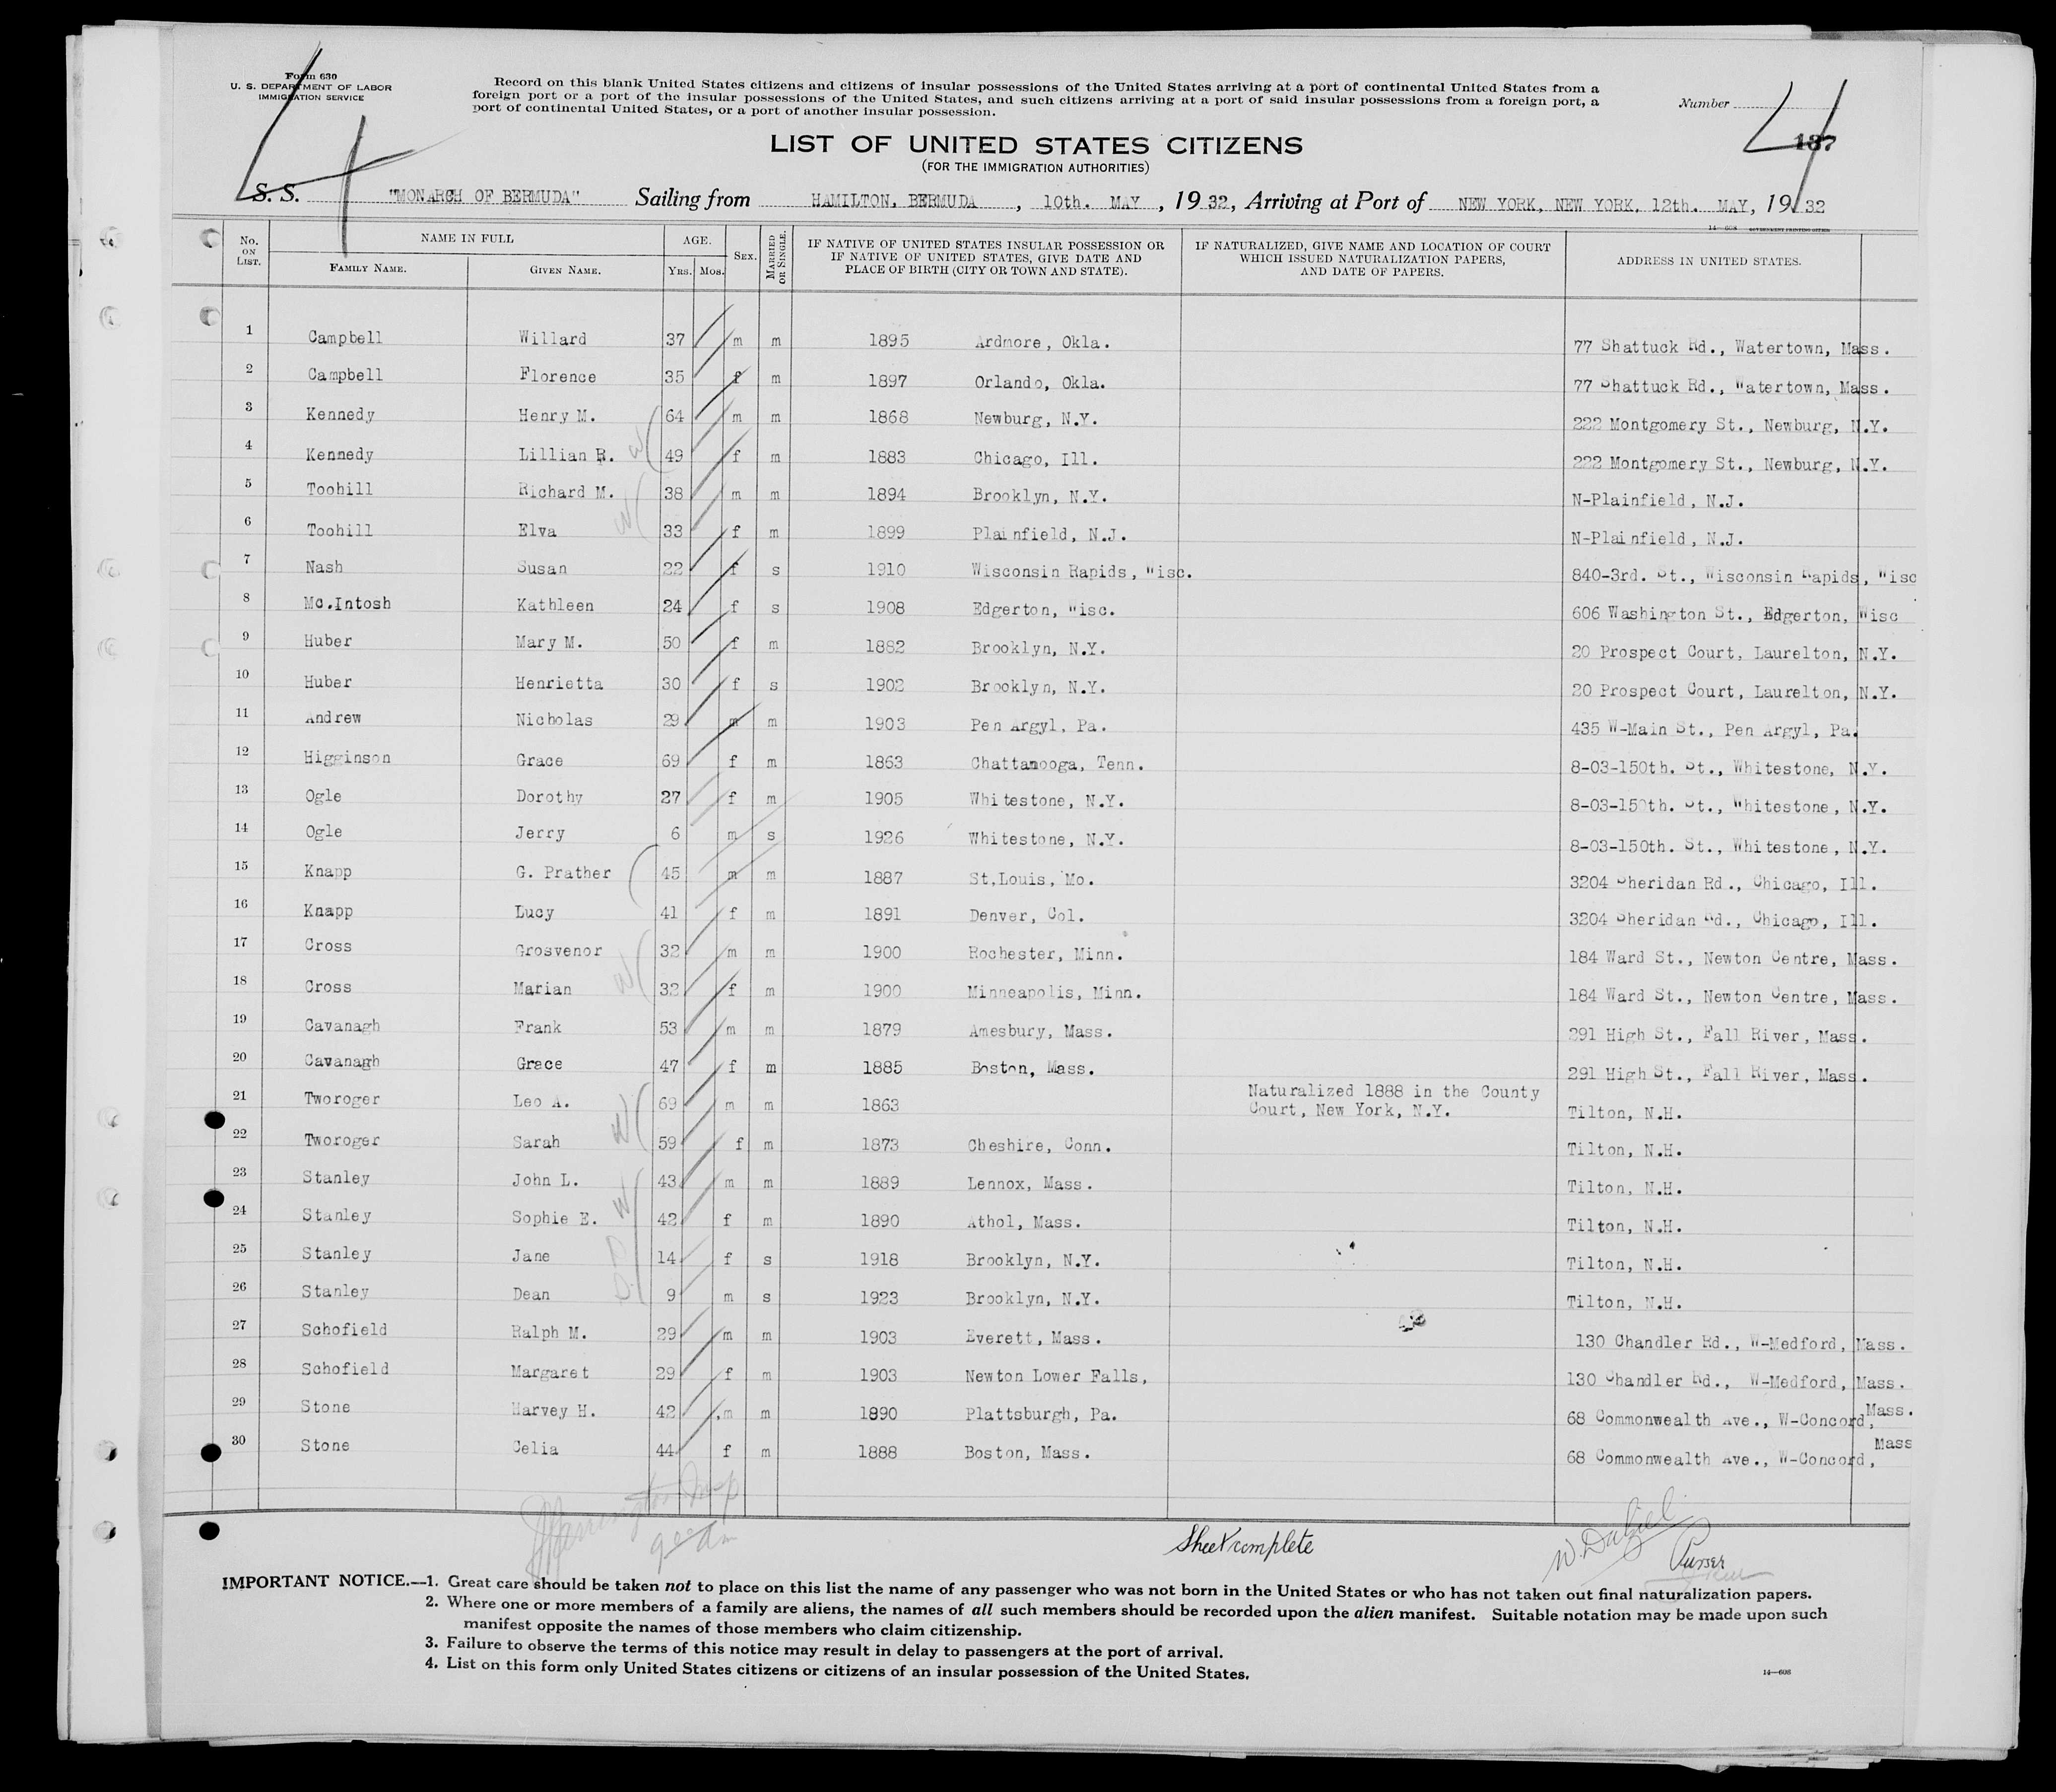 Form 630
U. S. DEPARTMENT OF LABOR
IMMIGRATION SERVICE
Record on this blank United States citizens and citizens of insular possessions of the United States arriving at a port of continental United States from a
foreign port or a port of the insular possessions of the United States, and such citizens arriving at a port of said insular possessions from a foreign port, a
port of continental United States, or a port of another insular possession.
Number
4
4
187
LIST OF UNITED STATES CITIZENS
(FOR THE IMMIGRATION AUTHORITIES)
S. S. "MONARCH OF BERMUDA" Sailing from HAMILTON, BERMUDA, 10th. MAY, 1932, Arriving at Port of NEW YORK, NEW YORK. 12th. MAY, 1932
14—608 GOVERNMENT PRINTING OFFICE
No. ON LIST. NAME IN FULL FAMILY NAME. GIVEN NAME. AGE. YRS. MOS. SEX. MARRIED OR SINGLE. IF NATIVE OF UNITED STATES INSULAR POSSESSION OR IF NATIVE OF UNITED STATES, GIVE DATE AND PLACE OF BIRTH (CITY OR TOWN AND STATE). IF NATURALIZED, GIVE NAME AND LOCATION OF COURT WHICH ISSUED NATURALIZATION PAPERS, AND DATE OF PAPERS. ADDRESS IN UNITED STATES.
1 Campbell Willard 37 m m 1895 Ardmore, Okla. 77 Shattuck Rd., Watertown, Mass.
2 Campbell Florence 35 f m 1897 Orlando, Okla. 77 Shattuck Rd., Watertown, Mass.
3 Kennedy Henry M. 64 m m 1868 Newburg, N.Y. 222 Montgomery St., Newburg, N.Y.
4 Kennedy Lillian R. W 49 f m 1883 Chicago, Ill. 222 Montgomery St., Newburg, N.Y.
5 Toohill Richard M. 38 m m 1894 Brooklyn, N.Y. N-Plainfield, N.J.
6 Toohill Elva W 33 f m 1899 Plainfield, N.J. N-Plainfield, N.J.
7 Nash Susan 22 f s 1910 Wisconsin Rapids, Wisc. 840-3rd. St., Wisconsin Rapids, Wisc
8 Mc.Intosh Kathleen 24 f s 1908 Edgerton, Wisc. 606 Washington St., Edgerton, Wisc
9 Huber Mary M. 50 f m 1882 Brooklyn, N.Y. 20 Prospect Court, Laurelton, N.Y.
10 Huber Henrietta 30 f s 1902 Brooklyn, N.Y. 20 Prospect Court, Laurelton, N.Y.
11 Andrew Nicholas 29 m m 1903 Pen Argyl, Pa. 435 W-Main St., Pen Argyl, Pa.
12 Higginson Grace 69 f m 1863 Chattanooga, Tenn. 8-03-150th. St., Whitestone, N.Y.
13 Ogle Dorothy 27 f m 1905 Whitestone, N.Y. 8-03-150th. St., Whitestone, N.Y.
14 Ogle Jerry 6 m s 1926 Whitestone, N.Y. 8-03-150th. St., Whitestone, N.Y.
15 Knapp G. Prather 45 m m 1887 St,Louis, Mo. 3204 Sheridan Rd., Chicago, Ill.
16 Knapp Lucy 41 f m 1891 Denver, Col. 3204 Sheridan Rd., Chicago, Ill.
17 Cross Grosvenor 32 m m 1900 Rochester, Minn. 184 Ward St., Newton Centre, Mass.
18 Cross Marian W 32 f m 1900 Minneapolis, Minn. 184 Ward St., Newton Centre, Mass.
19 Cavanagh Frank 53 m m 1879 Amesbury, Mass. 291 High St., Fall River, Mass.
20 Cavanagh Grace 47 f m 1885 Boston, Mass. 291 High St., Fall River, Mass.
21 Tworoger Leo A. 69 m m 1863 Naturalized 1888 in the County Court, New York, N.Y. Tilton, N.H.
22 Tworoger Sarah W 59 f m 1873 Cheshire, Conn. Tilton, N.H.
23 Stanley John L. 43 m m 1889 Lennox, Mass. Tilton, N.H.
24 Stanley Sophie E. W 42 f m 1890 Athol, Mass. Tilton, N.H.
25 Stanley Jane 14 f s 1918 Brooklyn, N.Y. Tilton, N.H.
26 Stanley Dean 9 m s 1923 Brooklyn, N.Y. Tilton, N.H.
27 Schofield Ralph M. 29 m m 1903 Everett, Mass. 130 Chandler Rd., W-Medford, Mass.
28 Schofield Margaret 29 f m 1903 Newton Lower Falls, 130 Chandler Rd., W-Medford, Mass.
29 Stone Harvey H. 42 m m 1890 Plattsburgh, Pa. 68 Commonwealth Ave., W-Concord, Mass.
30 Stone Celia 44 f m 1888 Boston, Mass. 68 Commonwealth Ave., W-Concord, Mass
Sheet complete
Purser
IMPORTANT NOTICE.—1. Great care should be taken not to place on this list the name of any passenger who was not born in the United States or who has not taken out final naturalization papers.
2. Where one or more members of a family are aliens, the names of all such members should be recorded upon the alien manifest. Suitable notation may be made upon such
manifest opposite the names of those members who claim citizenship.
3. Failure to observe the terms of this notice may result in delay to passengers at the port of arrival.
4. List on this form only United States citizens or citizens of an insular possession of the United States.
14—608